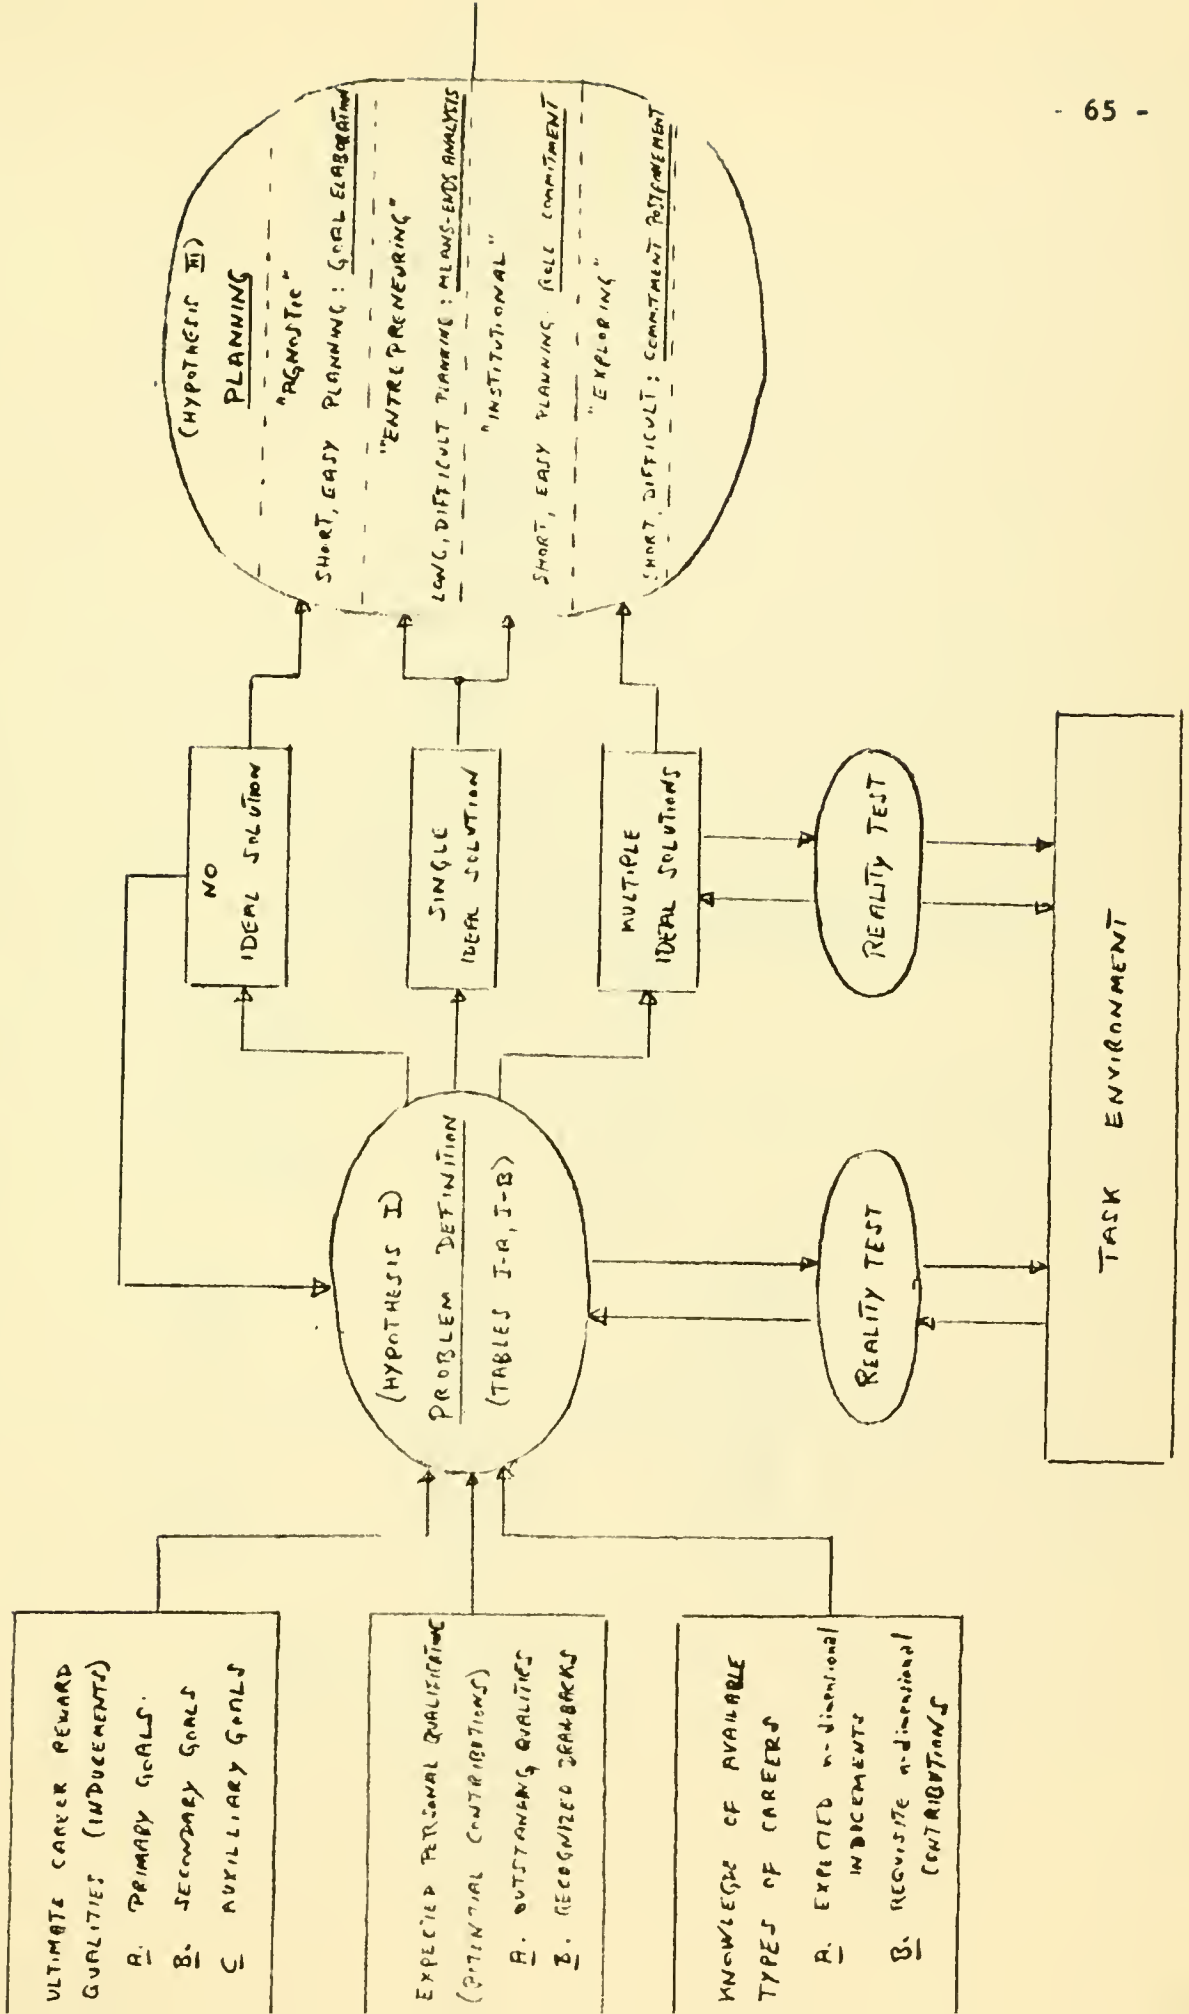 - 65 -
ULTIMATE CAREER REWARD
QUALITIES (INDUCEMENTS)
A. PRIMARY GOALS.
B. SECONDARY GOALS
C AUXILLIARY GOALS
EXPECTED PERSONAL QUALIFICATION
(POTENTIAL CONTRIBUTIONS)
A. OUTSTANDING QUALITIES
B. RECOGNIZED DRAWBACKS
KNOWLEGDE OF AVAILABLE
TYPES OF CAREERS
A. EXPECTED n-dimensional
INDICEMENTS
B. REQUISITE n-dimensional
CONTRIBUTIONS
(HYPOTHESIS I)
PROBLEM DEFINITION
(TABLES I-A, I-B)
REALITY TEST
NO
IDEAL SOLUTION
SINGLE
IDEAL SOLUTION
MULTIPLE
IDEAL SOLUTIONS
REALITY TEST
TASK ENVIRONMENT
(HYPOTHESIS III)
PLANNING
"AGNOSTIC"
SHORT, EASY PLANNING : GOAL ELABORATION
"ENTREPRENEURING"
LONG, DIFFICULT PLANNING : MEANS-ENDS ANALYSIS
"INSTITUTIONAL"
SHORT, EASY PLANNING. ROLE COMMITMENT
"EXPLORING"
SHORT, DIFFICULT : COMMITMENT POSTPONEMENT